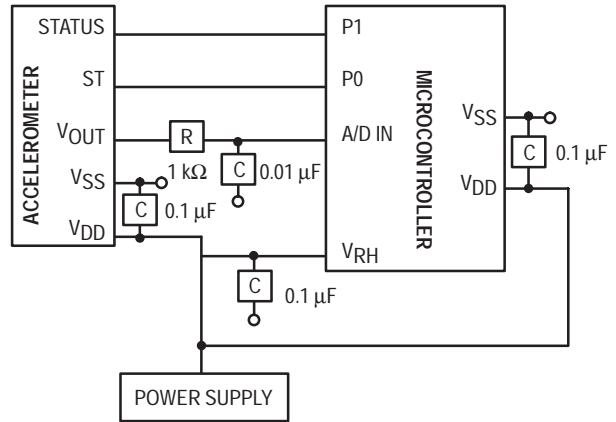 ACCELEROMETER
STATUS
ST
VOUT
VSS
VDD
R
1 kΩ
C
0.01 μF
C
0.1 μF
C
0.1 μF
P1
P0
A/D IN
VRH
MICROCONTROLLER
VSS
VDD
C
0.1 μF
POWER SUPPLY